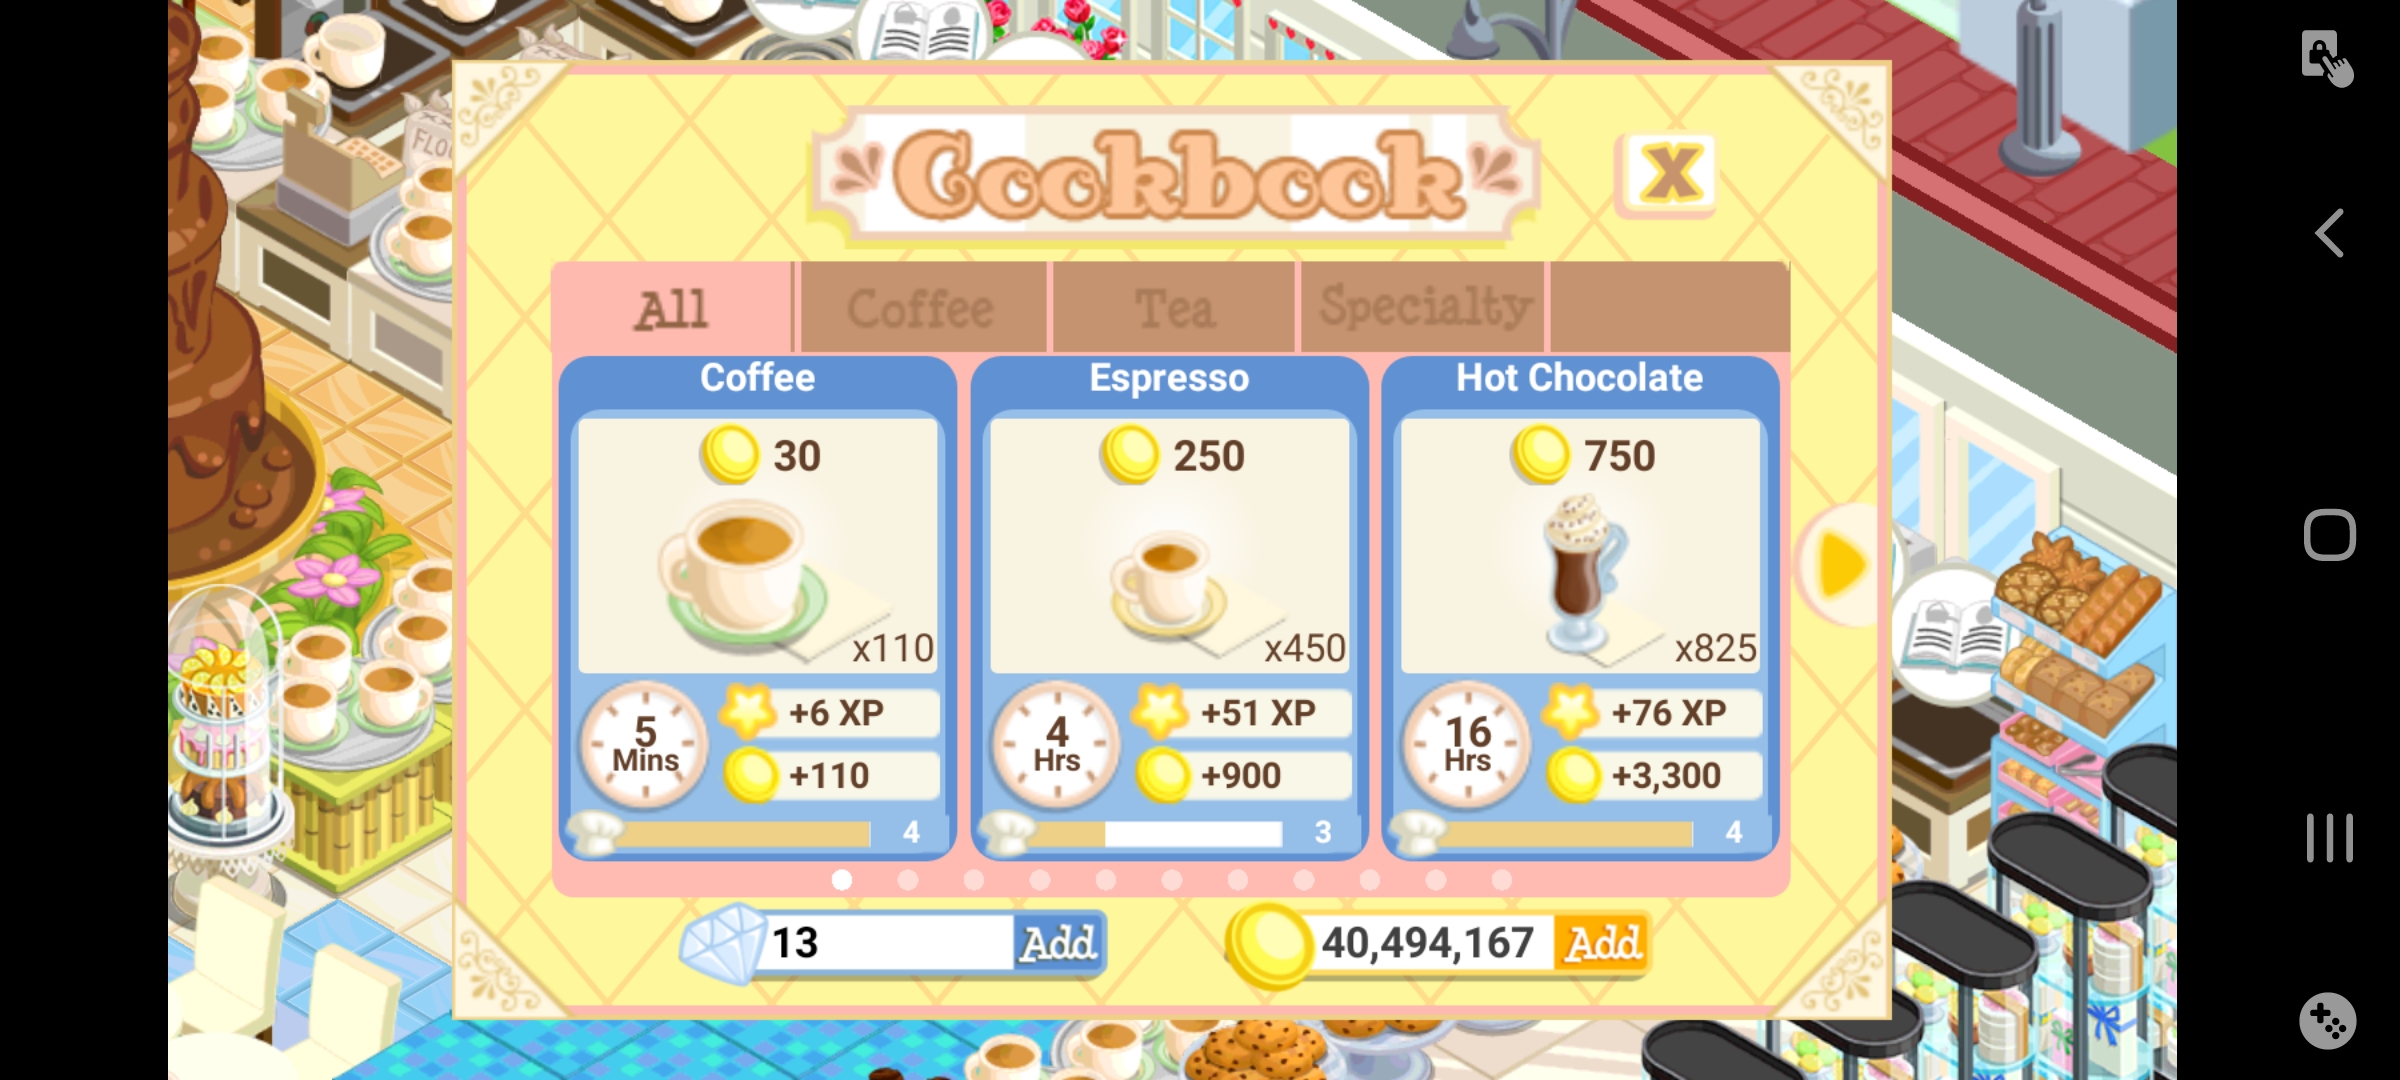 Cookbook
X
All
Coffee
Tea
Specialty
Coffee
30
x110
5
Mins
+6 XP
+110
4
Espresso
250
x450
4
Hrs
+51 XP
+900
3
Hot Chocolate
750
x825
16
Hrs
+76 XP
+3,300
4
13
Add
40,494,167
Add